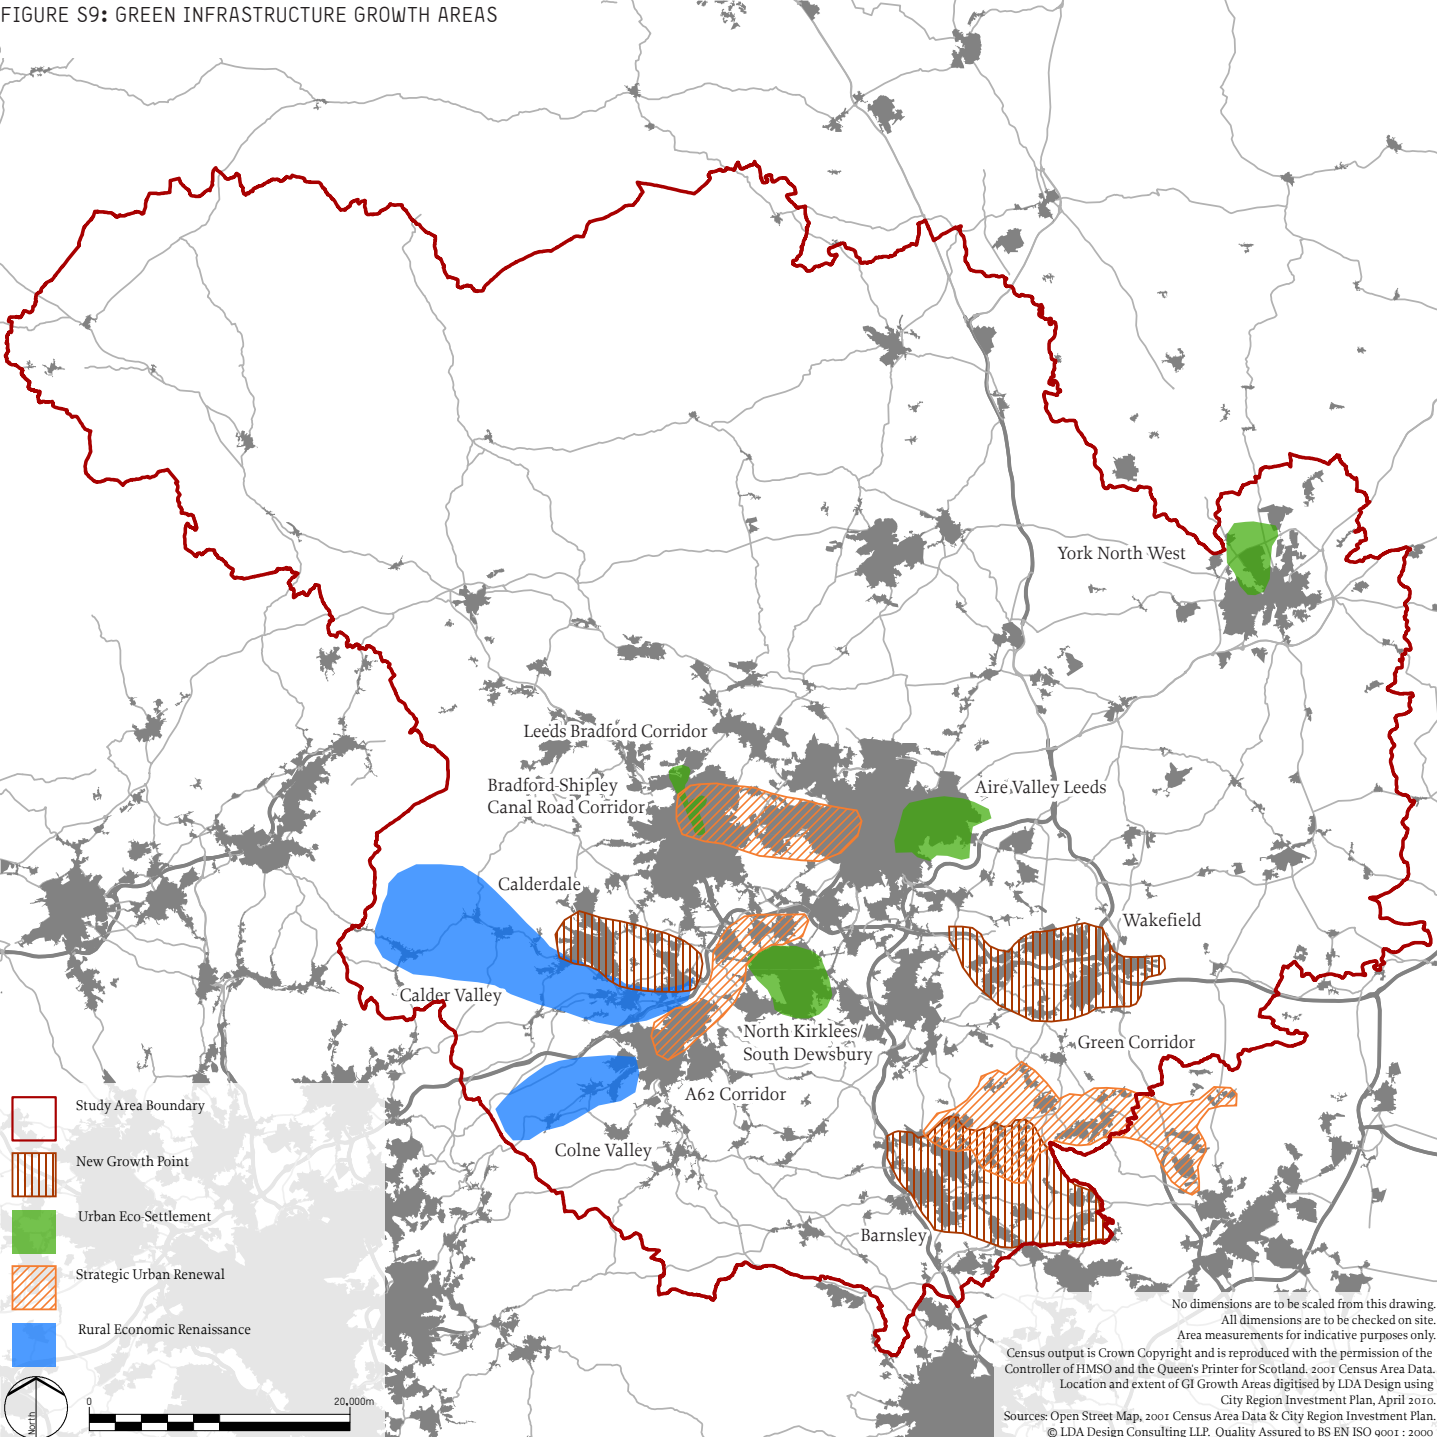 FIGURE S9: GREEN INFRASTRUCTURE GROWTH AREAS
York North West
Leeds Bradford Corridor
Bradford-Shipley
Canal Road Corridor
Aire Valley Leeds
Calderdale
Wakefield
Calder Valley
North Kirklees/
South Dewsbury
Green Corridor
A62 Corridor
Colne Valley
Barnsley
Study Area Boundary
New Growth Point
Urban Eco-Settlement
Strategic Urban Renewal
Rural Economic Renaissance
North
0
20,000m
No dimensions are to be scaled from this drawing.
All dimensions are to be checked on site.
Area measurements for indicative purposes only.
Census output is Crown Copyright and is reproduced with the permission of the
Controller of HMSO and the Queen's Printer for Scotland. 2001 Census Area Data.
Location and extent of GI Growth Areas digitised by LDA Design using
City Region Investment Plan, April 2010.
Sources: Open Street Map, 2001 Census Area Data & City Region Investment Plan.
© LDA Design Consulting LLP. Quality Assured to BS EN ISO 9001 : 2000